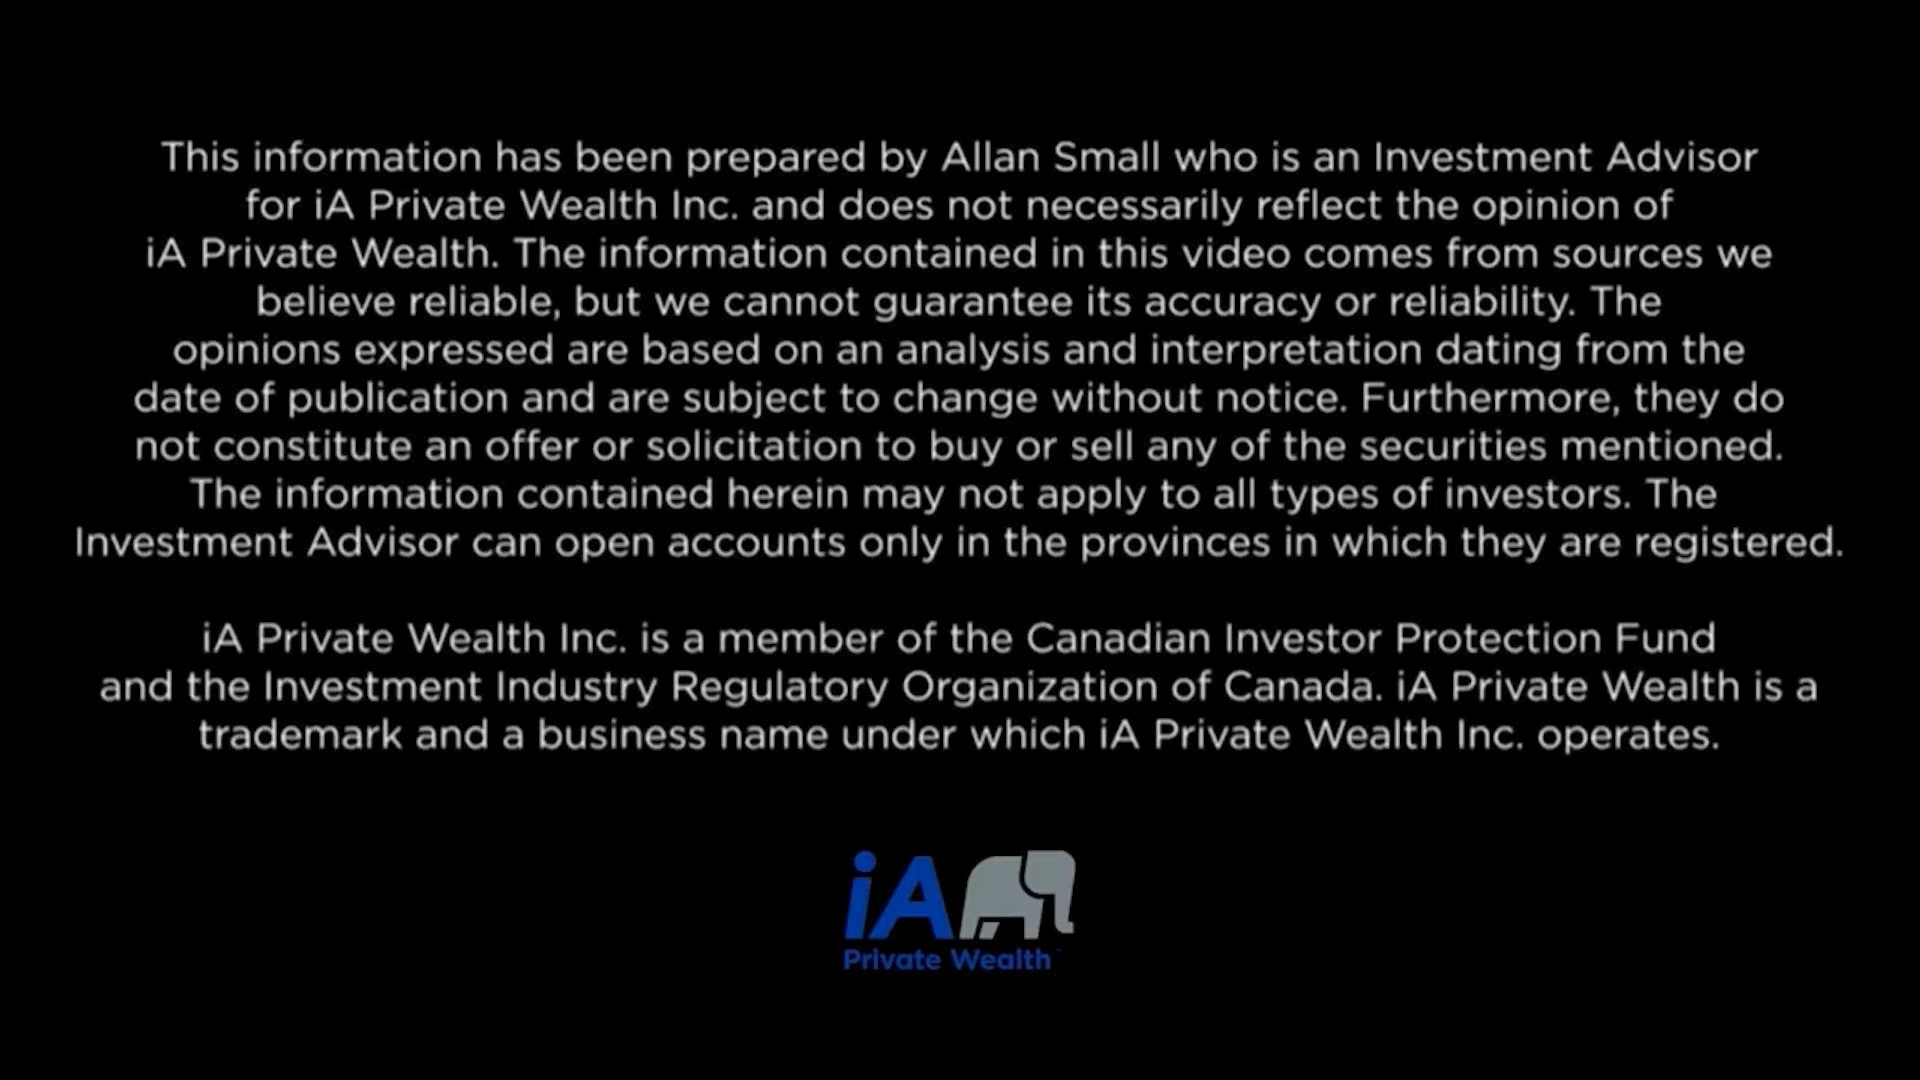 This information has been prepared by Allan Small who is an Investment Advisor
for iA Private Wealth Inc. and does not necessarily reflect the opinion of
iA Private Wealth. The information contained in this video comes from sources we
believe reliable, but we cannot guarantee its accuracy or reliability. The
opinions expressed are based on an analysis and interpretation dating from the
date of publication and are subject to change without notice. Furthermore, they do
not constitute an offer or solicitation to buy or sell any of the securities mentioned.
The information contained herein may not apply to all types of investors. The
Investment Advisor can open accounts only in the provinces in which they are registered.
iA Private Wealth Inc. is a member of the Canadian Investor Protection Fund
and the Investment Industry Regulatory Organization of Canada. iA Private Wealth is a
trademark and a business name under which iA Private Wealth Inc. operates.
iA
Private Wealth